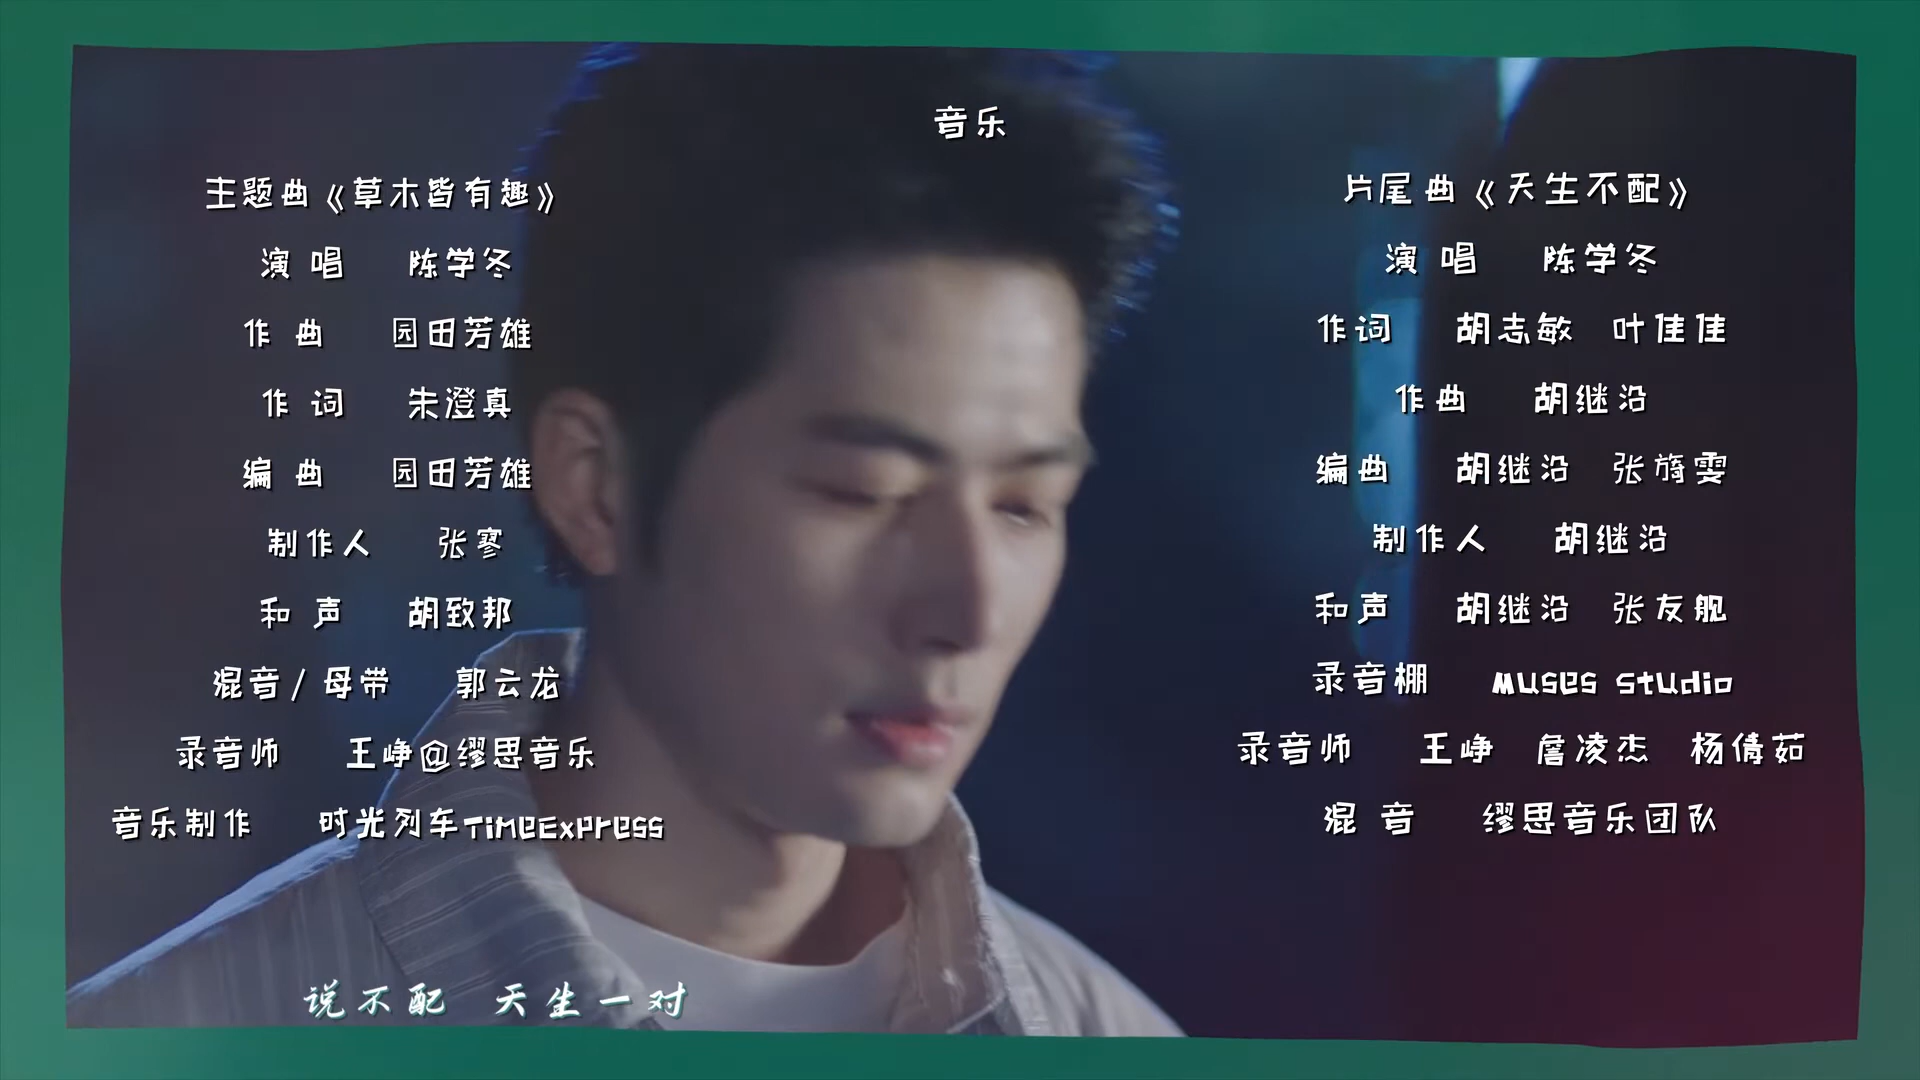 音乐
主题曲《草木皆有趣》
演 唱 陈学冬
作 曲 园田芳雄
作 词 朱澄真
编 曲 园田芳雄
制作人 张寒
和 声 胡致邦
混音/母带 郭云龙
录音师 王峥@缪思音乐
音乐制作 时光列车TimeExpress
片尾曲《天生不配》
演 唱 陈学冬
作词 胡志敏 叶佳佳
作曲 胡继沿
编曲 胡继沿 张旖雯
制作人 胡继沿
和声 胡继沿 张友舰
录音棚 Muses studio
录音师 王峥 詹凌杰 杨倩茹
混 音 缪思音乐团队
说不配 天生一对